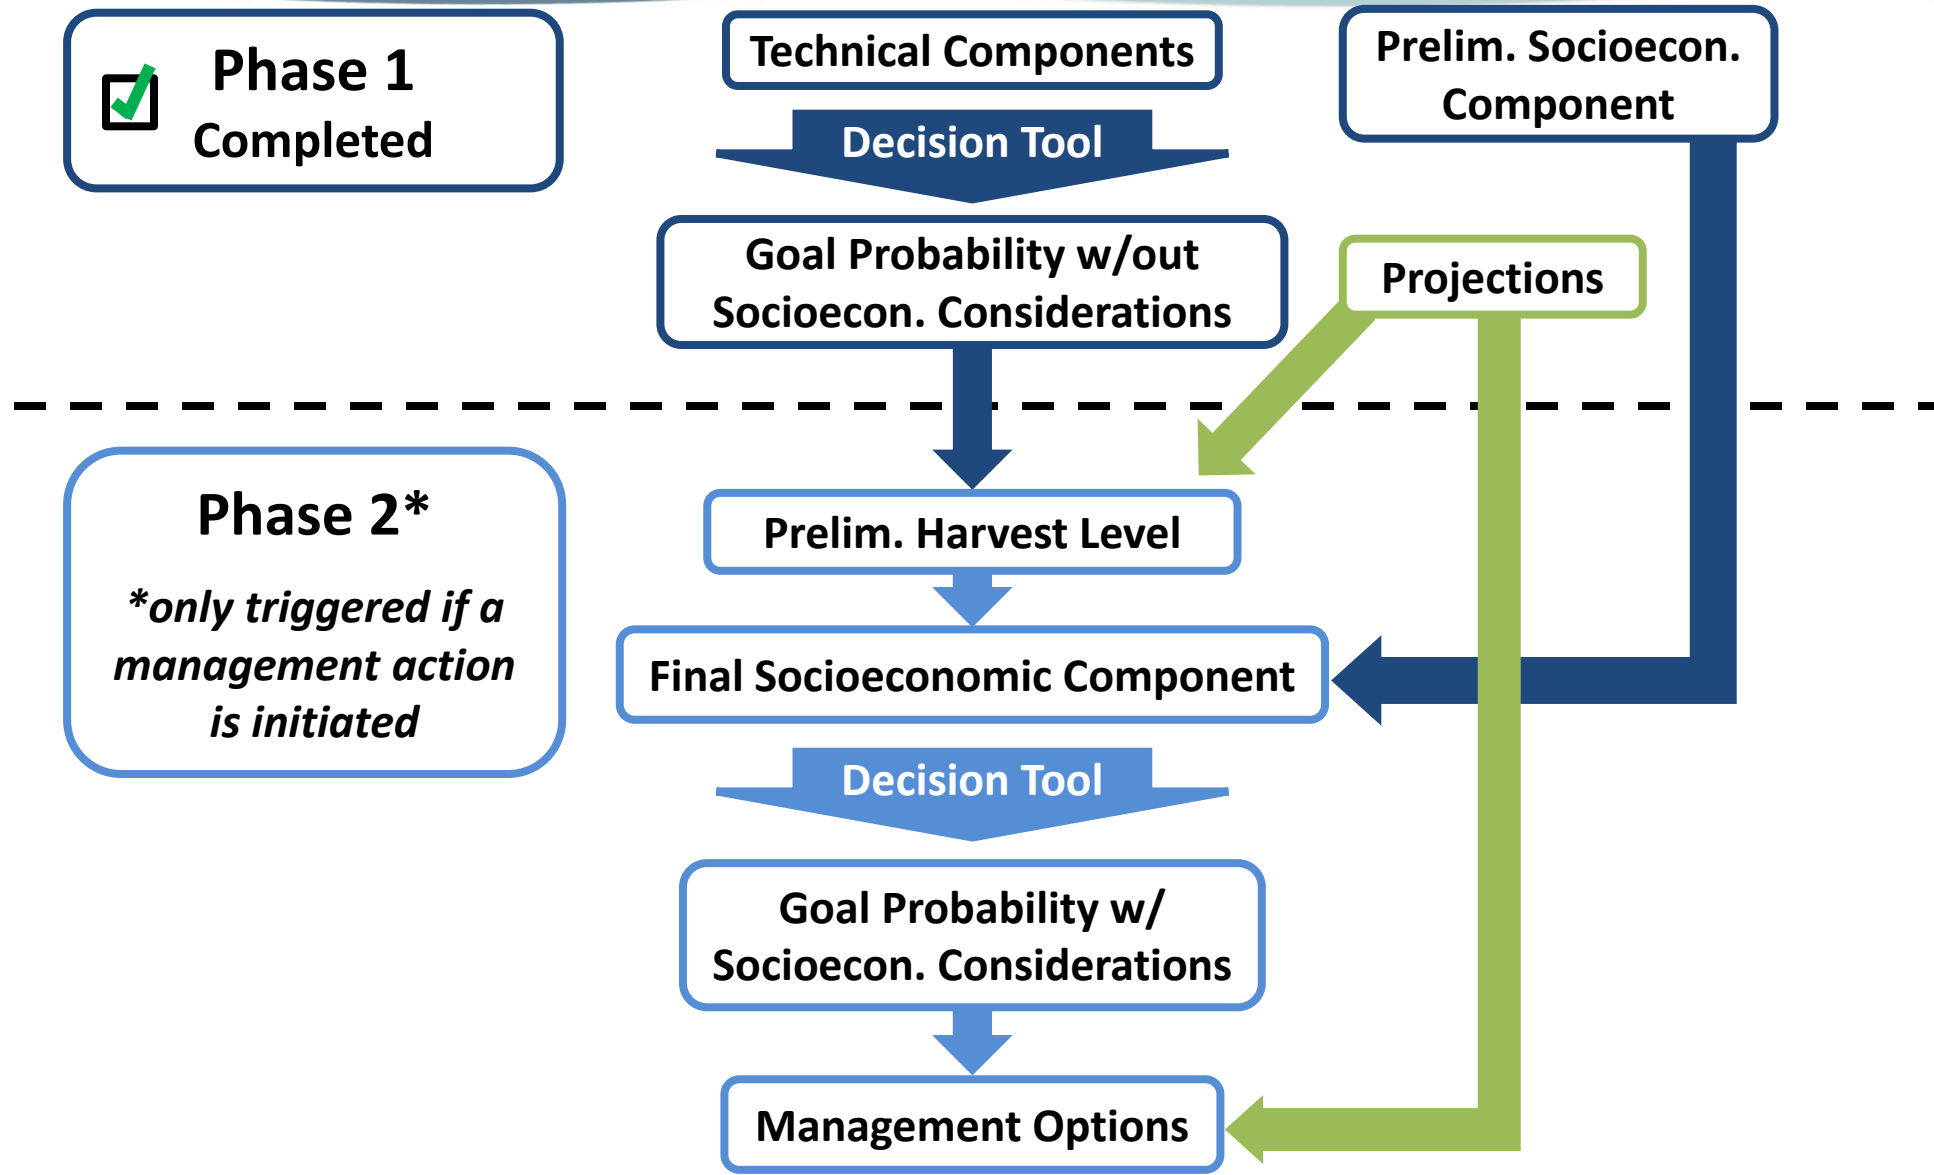 Phase 1
Completed
Technical Components
Prelim. Socioecon.
Component
Decision Tool
Goal Probability w/out
Socioecon. Considerations
Projections
Phase 2*
*only triggered if a
management action
is initiated
Prelim. Harvest Level
Final Socioeconomic Component
Decision Tool
Goal Probability w/
Socioecon. Considerations
Management Options